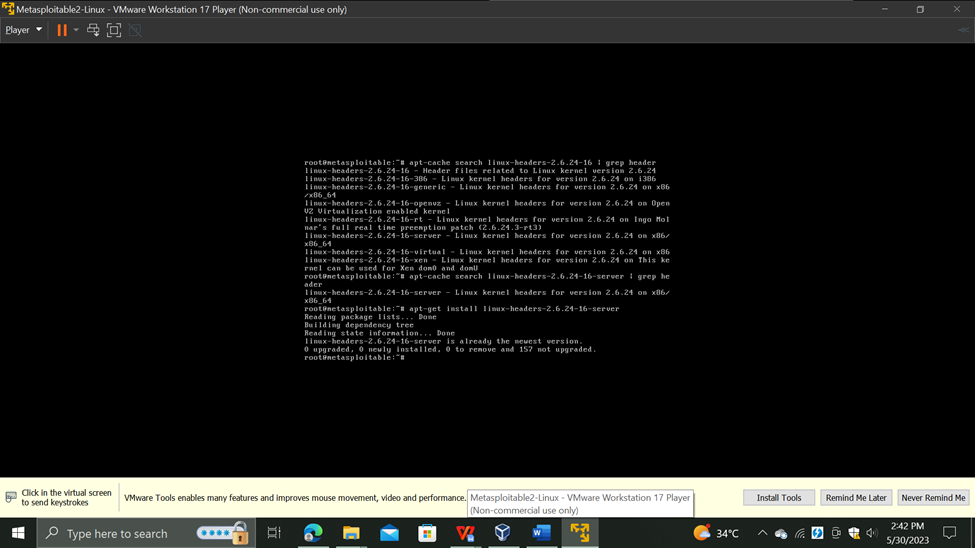 Metasploitable2-Linux - VMware Workstation 17 Player (Non-commercial use only)
Player
root@metasploitable:~# apt-cache search linux-headers-2.6.24-16 | grep header
linux-headers-2.6.24-16 - Header files related to Linux kernel version 2.6.24
linux-headers-2.6.24-16-386 - Linux kernel headers for version 2.6.24 on i386
linux-headers-2.6.24-16-generic - Linux kernel headers for version 2.6.24 on x86
/x86_64
linux-headers-2.6.24-16-openvz - Linux kernel headers for version 2.6.24 on Open
VZ Virtualization enabled kernel
linux-headers-2.6.24-16-rt - Linux kernel headers for version 2.6.24 on Ingo Mol
nar's full real time preemption patch (2.6.24.3-rt3)
linux-headers-2.6.24-16-server - Linux kernel headers for version 2.6.24 on x86/
x86_64
linux-headers-2.6.24-16-virtual - Linux kernel headers for version 2.6.24 on x86
linux-headers-2.6.24-16-xen - Linux kernel headers for version 2.6.24 on This ke
rnel can be used for Xen dom0 and domU
root@metasploitable:~# apt-cache search linux-headers-2.6.24-16-server | grep he
ader
linux-headers-2.6.24-16-server - Linux kernel headers for version 2.6.24 on x86/
x86_64
root@metasploitable:~# apt-get install linux-headers-2.6.24-16-server
Reading package lists... Done
Building dependency tree
Reading state information... Done
linux-headers-2.6.24-16-server is already the newest version.
0 upgraded, 0 newly installed, 0 to remove and 157 not upgraded.
root@metasploitable:~#
Click in the virtual screen
to send keystrokes
VMware Tools enables many features and improves mouse movement, video and performance.
Metasploitable2-Linux - VMware Workstation 17 Player
(Non-commercial use only)
Install Tools
Remind Me Later
Never Remind Me
Type here to search
34°C
2:42 PM
5/30/2023